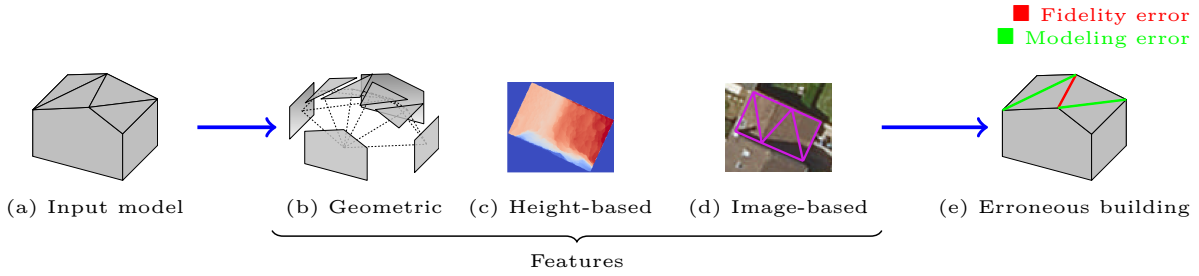 Fidelity error
Modeling error
(a) Input model
(b) Geometric
(c) Height-based
(d) Image-based
(e) Erroneous building
Features